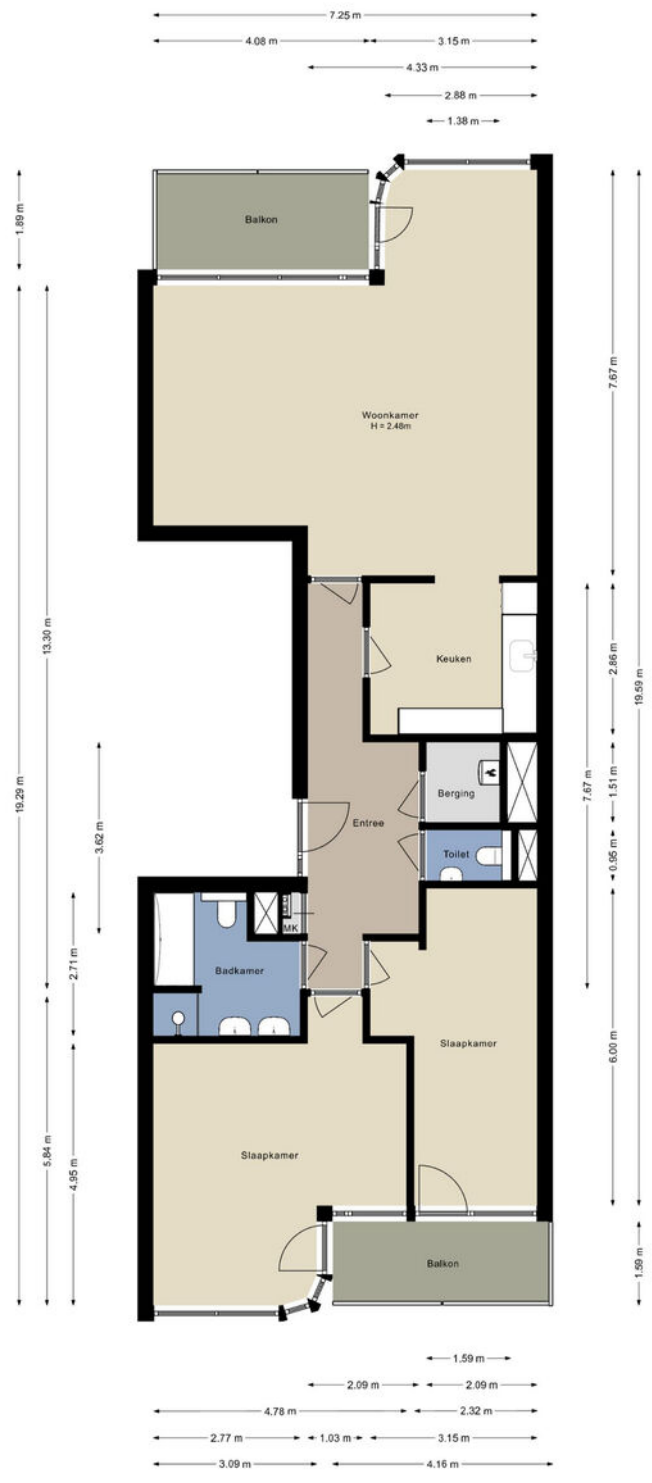 7.25 m
4.08 m
3.15 m
4.33 m
2.88 m
1.38 m
1.89 m
Balkon
Woonkamer
H = 2.48m
7.67 m
13.30 m
19.29 m
Keuken
2.86 m
19.59 m
3.62 m
Berging
1.51 m
7.67 m
Entree
Toilet
0.95 m
MK
2.71 m
Badkamer
Slaapkamer
6.00 m
5.84 m
4.95 m
Slaapkamer
Balkon
1.59 m
1.59 m
2.09 m
2.09 m
4.78 m
2.32 m
2.77 m
1.03 m
3.15 m
3.09 m
4.16 m